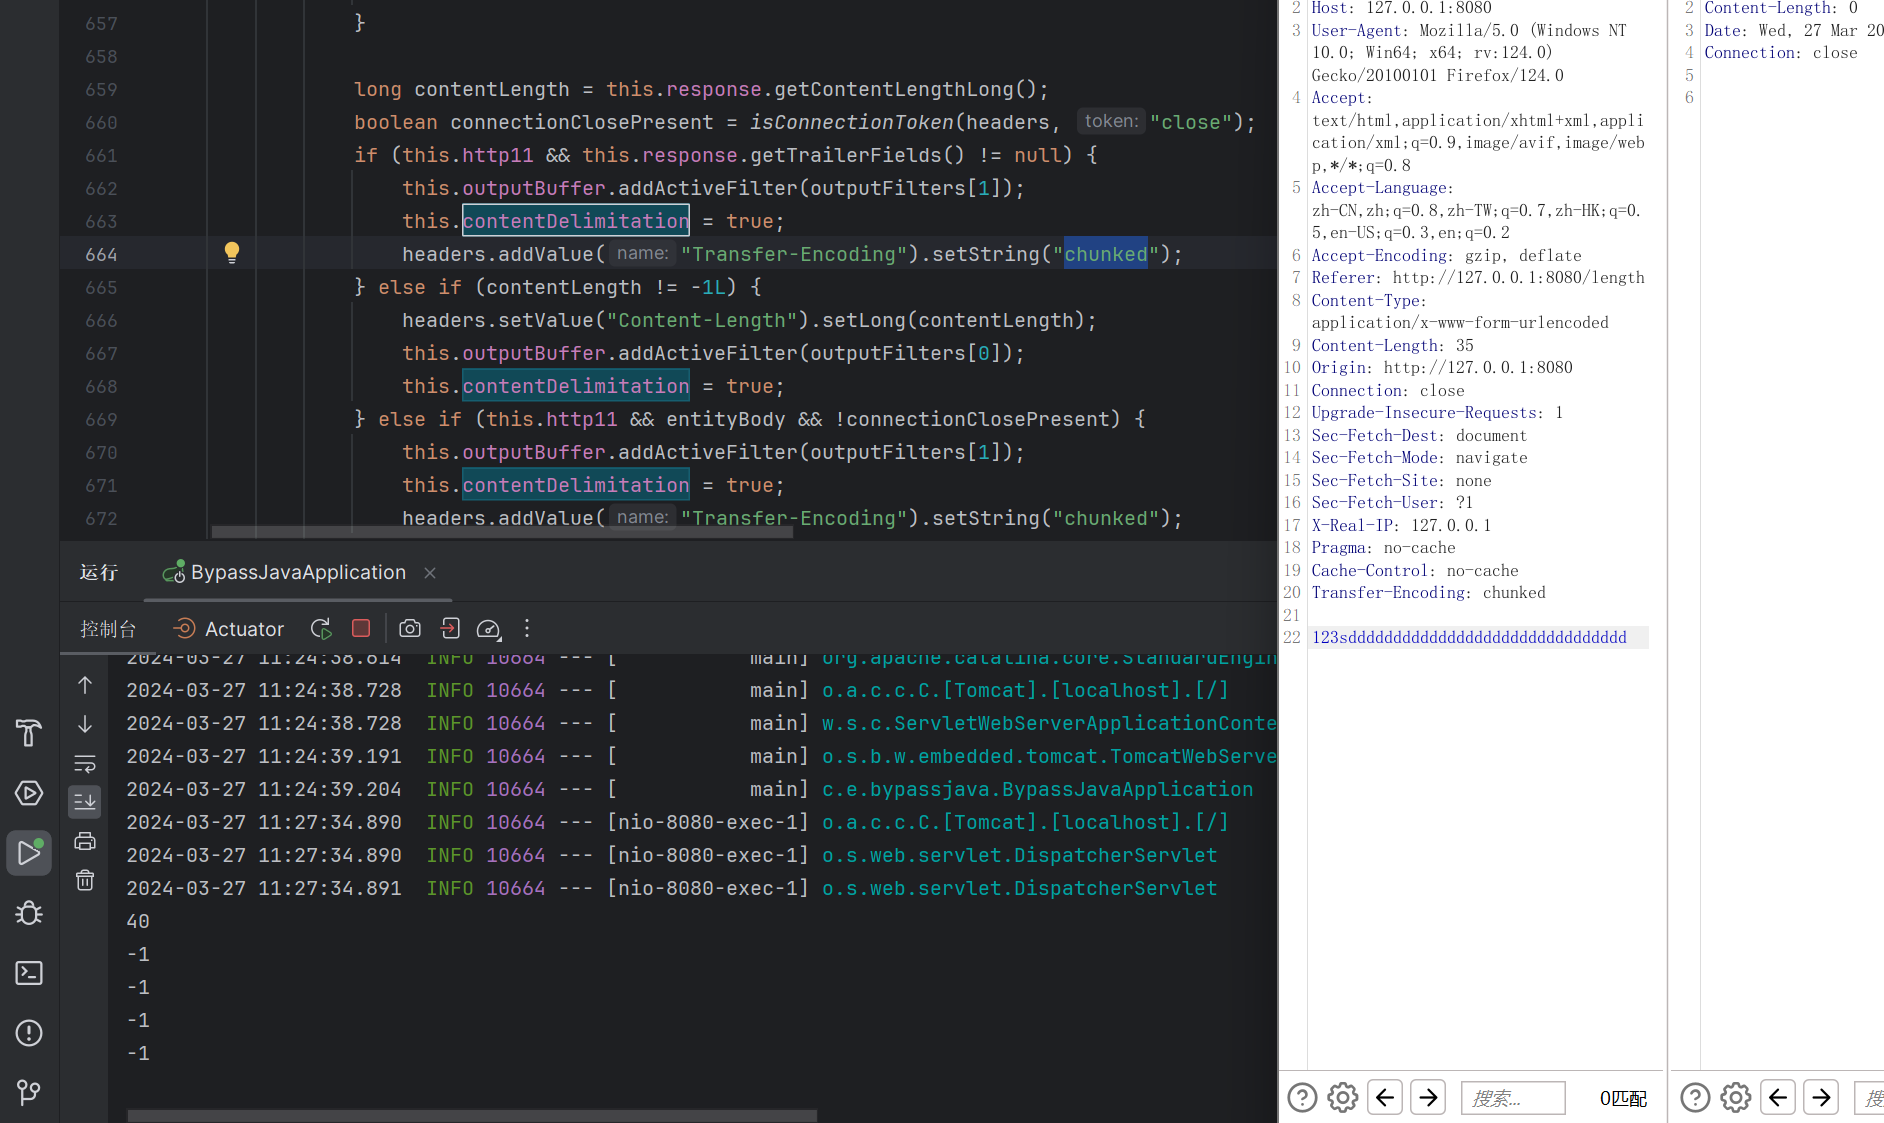 657 }
658
659 long contentLength = this.response.getContentLengthLong();
660 boolean connectionClosePresent = isConnectionToken(headers, token: "close");
661 if (this.http11 && this.response.getTrailerFields() != null) {
662 this.outputBuffer.addActiveFilter(outputFilters[1]);
663 this.contentDelimitation = true;
664 headers.addValue( name: "Transfer-Encoding").setString("chunked");
665 } else if (contentLength != -1L) {
666 headers.setValue("Content-Length").setLong(contentLength);
667 this.outputBuffer.addActiveFilter(outputFilters[0]);
668 this.contentDelimitation = true;
669 } else if (this.http11 && entityBody && !connectionClosePresent) {
670 this.outputBuffer.addActiveFilter(outputFilters[1]);
671 this.contentDelimitation = true;
672 headers.addValue( name: "Transfer-Encoding").setString("chunked");
运行 BypassJavaApplication
控制台 Actuator
2024-03-27 11:24:38.614 INFO 10664 --- [ main] org.apache.catalina.core.StandardEngin
2024-03-27 11:24:38.728 INFO 10664 --- [ main] o.a.c.c.C.[Tomcat].[localhost].[/]
2024-03-27 11:24:38.728 INFO 10664 --- [ main] w.s.c.ServletWebServerApplicationConte
2024-03-27 11:24:39.191 INFO 10664 --- [ main] o.s.b.w.embedded.tomcat.TomcatWebServe
2024-03-27 11:24:39.204 INFO 10664 --- [ main] c.e.bypassjava.BypassJavaApplication
2024-03-27 11:27:34.890 INFO 10664 --- [nio-8080-exec-1] o.a.c.c.C.[Tomcat].[localhost].[/]
2024-03-27 11:27:34.890 INFO 10664 --- [nio-8080-exec-1] o.s.web.servlet.DispatcherServlet
2024-03-27 11:27:34.891 INFO 10664 --- [nio-8080-exec-1] o.s.web.servlet.DispatcherServlet
40
-1
-1
-1
-1
2 Host: 127.0.0.1:8080
3 User-Agent: Mozilla/5.0 (Windows NT
10.0; Win64; x64; rv:124.0)
Gecko/20100101 Firefox/124.0
4 Accept:
text/html,application/xhtml+xml,appli
cation/xml;q=0.9,image/avif,image/web
p,*/*;q=0.8
5 Accept-Language:
zh-CN,zh;q=0.8,zh-TW;q=0.7,zh-HK;q=0.
5,en-US;q=0.3,en;q=0.2
6 Accept-Encoding: gzip, deflate
7 Referer: http://127.0.0.1:8080/length
8 Content-Type:
application/x-www-form-urlencoded
9 Content-Length: 35
10 Origin: http://127.0.0.1:8080
11 Connection: close
12 Upgrade-Insecure-Requests: 1
13 Sec-Fetch-Dest: document
14 Sec-Fetch-Mode: navigate
15 Sec-Fetch-Site: none
16 Sec-Fetch-User: ?1
17 X-Real-IP: 127.0.0.1
18 Pragma: no-cache
19 Cache-Control: no-cache
20 Transfer-Encoding: chunked
21
22 123sddddddddddddddddddddddddddddddd
搜索... 0匹配
2 Content-Length: 0
3 Date: Wed, 27 Mar 20
4 Connection: close
5
6
搜